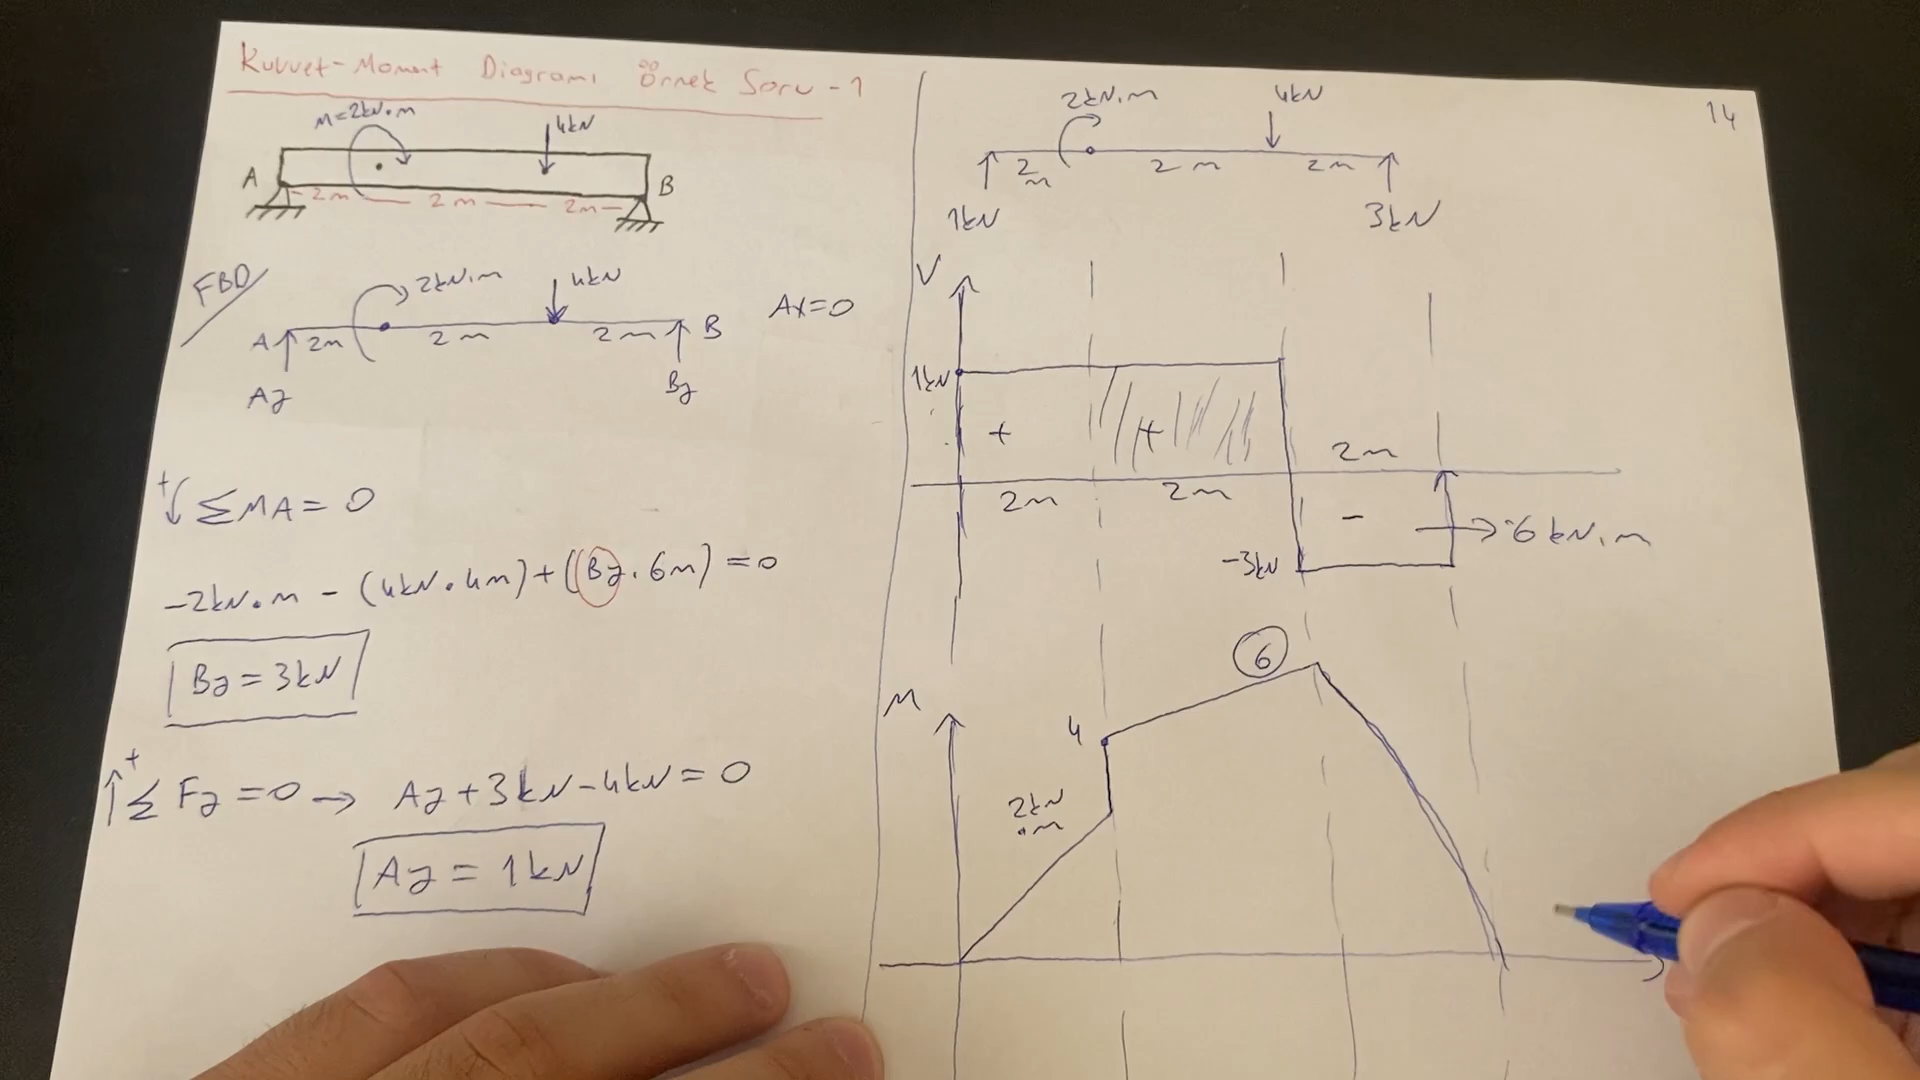 Kuvvet-Moment Diagramı Örnek Soru-1
M=2kN.m
4kN
A
B
2m
2m
2m
FBD
2kN.m
4kN
Ax=0
A
2m
2m
2m
B
Ay
By
+
ΣMA=0
-2kN.m - (4kN.4m)+(By.6m)=0
By=3kN
+
ΣFy=0 → Ay+3kN-4kN=0
Ay=1kN
14
2kN.m
4kN
2m
2m
2m
1kN
3kN
V
1kN
+
+
2m
2m
2m
-
-3kN
→-6kN.m
M
6
4
2kN.m